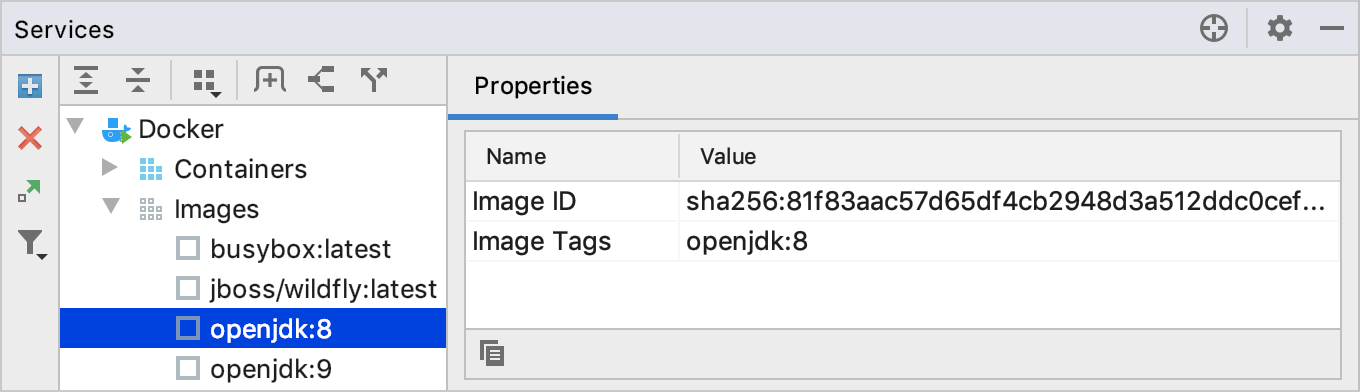 Services
Properties
Docker
Containers
Images
busybox:latest
jboss/wildfly:latest
openjdk:8
openjdk:9
Name Value
Image ID sha256:81f83aac57d65df4cb2948d3a512ddc0cef...
Image Tags openjdk:8